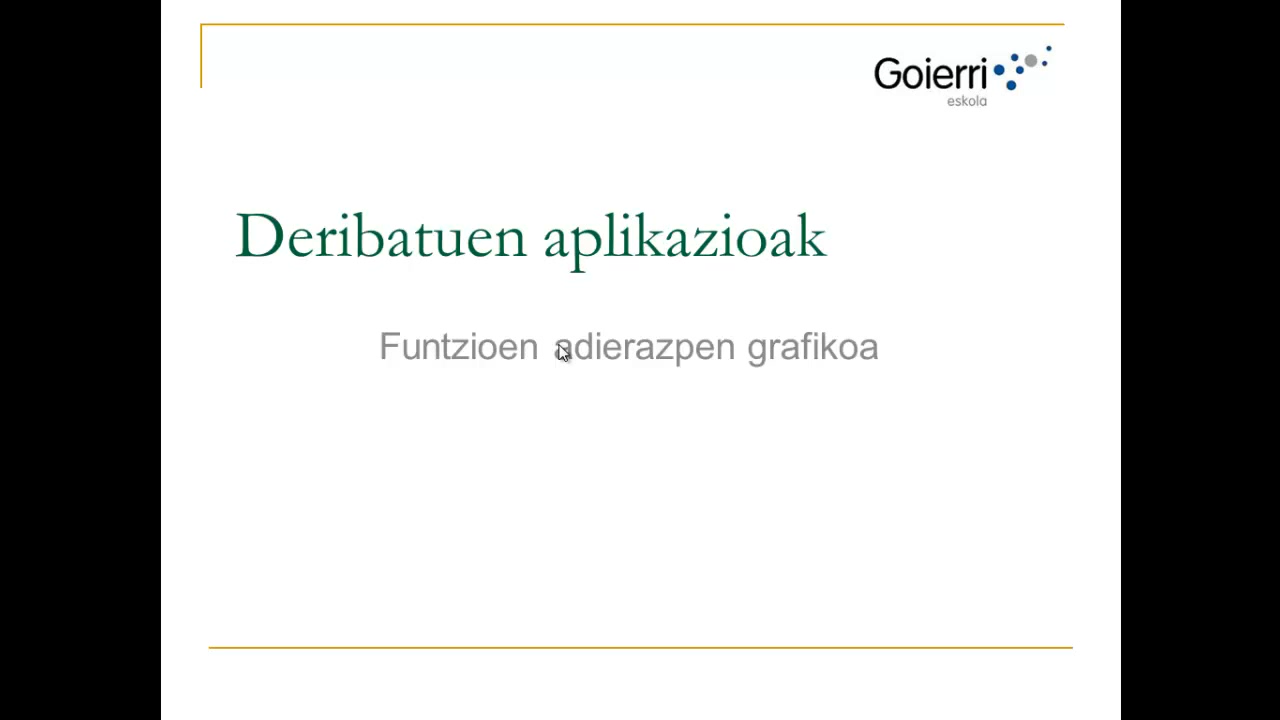 Goierri
eskola
Deribatuen aplikazioak
Funtzioen adierazpen grafikoa